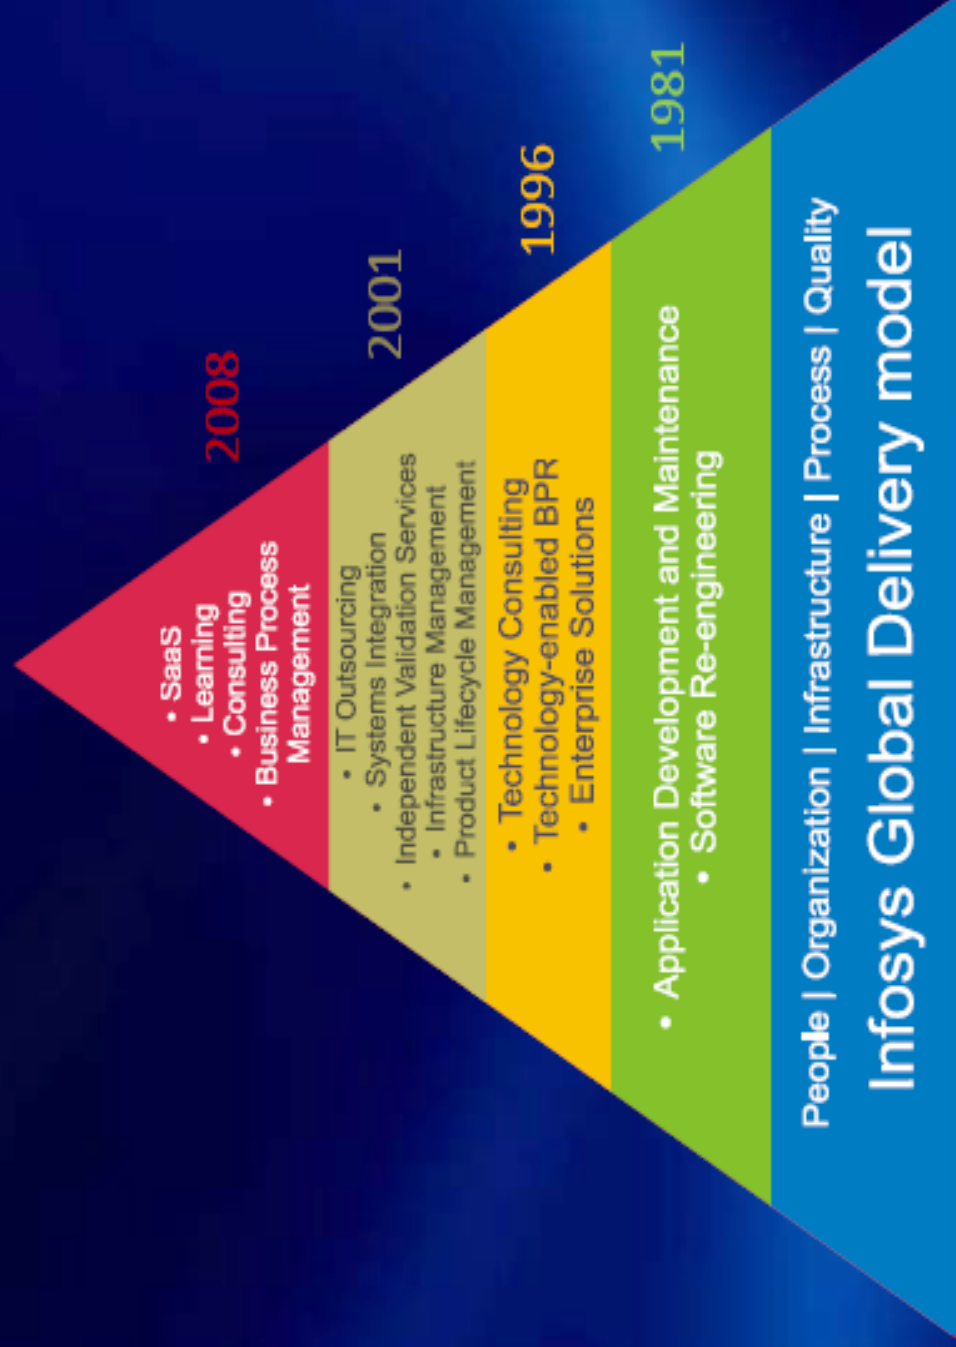 2008
• SaaS
• Learning
• Consulting
• Business Process
Management
2001
• IT Outsourcing
• Systems Integration
• Independent Validation Services
• Infrastructure Management
• Product Lifecycle Management
1996
• Technology Consulting
• Technology-enabled BPR
• Enterprise Solutions
1981
• Application Development and Maintenance
• Software Re-engineering
People | Organization | Infrastructure | Process | Quality
Infosys Global Delivery model